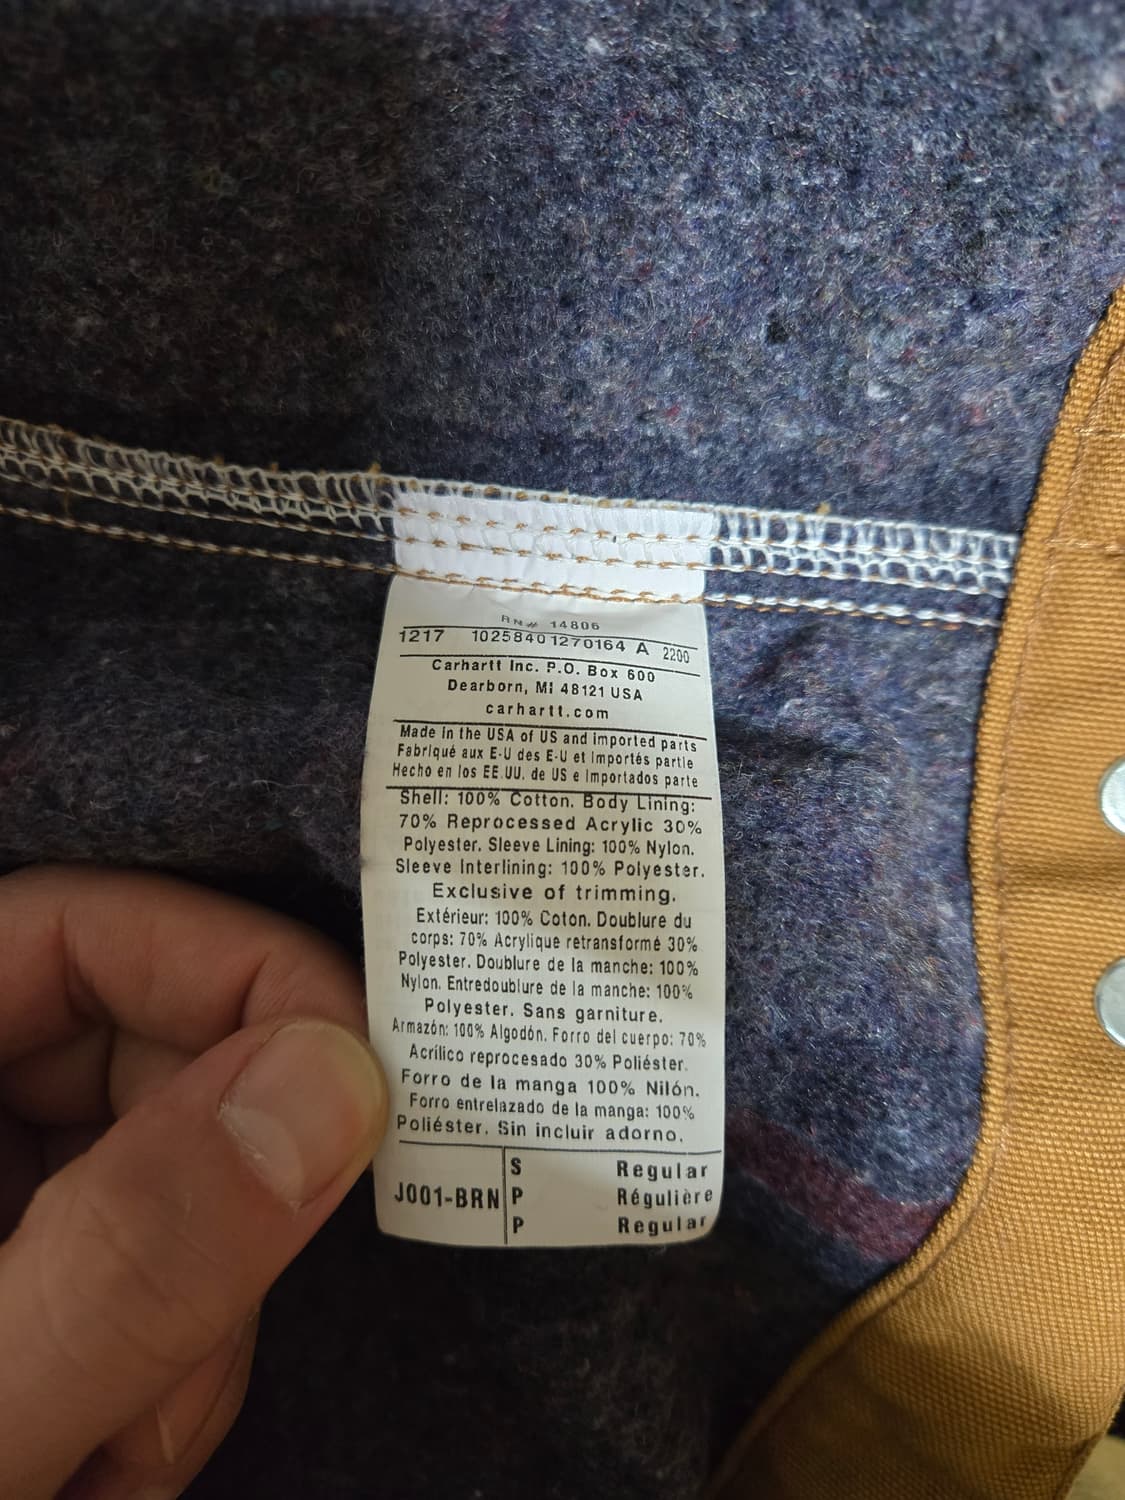 RN# 14806
1217 10258401270164 A 2200
Carhartt Inc. P.O. Box 600
Dearborn, MI 48121 USA
carhartt.com
Made in the USA of US and imported parts
Fabriqué aux E-U des E-U et Importés partie
Hecho en los EE.UU. de US e Importados parte
Shell: 100% Cotton. Body Lining:
70% Reprocessed Acrylic 30%
Polyester. Sleeve Lining: 100% Nylon.
Sleeve Interlining: 100% Polyester.
Exclusive of trimming.
Extérieur: 100% Coton. Doublure du
corps: 70% Acrylique retransformé 30%
Polyester. Doublure de la manche: 100%
Nylon. Entredoublure de la manche: 100%
Polyester. Sans garniture.
Armazón: 100% Algodón. Forro del cuerpo: 70%
Acrílico reprocesado 30% Poliéster.
Forro de la manga 100% Nilón.
Forro entrelazado de la manga: 100%
Poliéster. Sin incluir adorno.
S Regular
J001-BRN P Régulière
P Regular